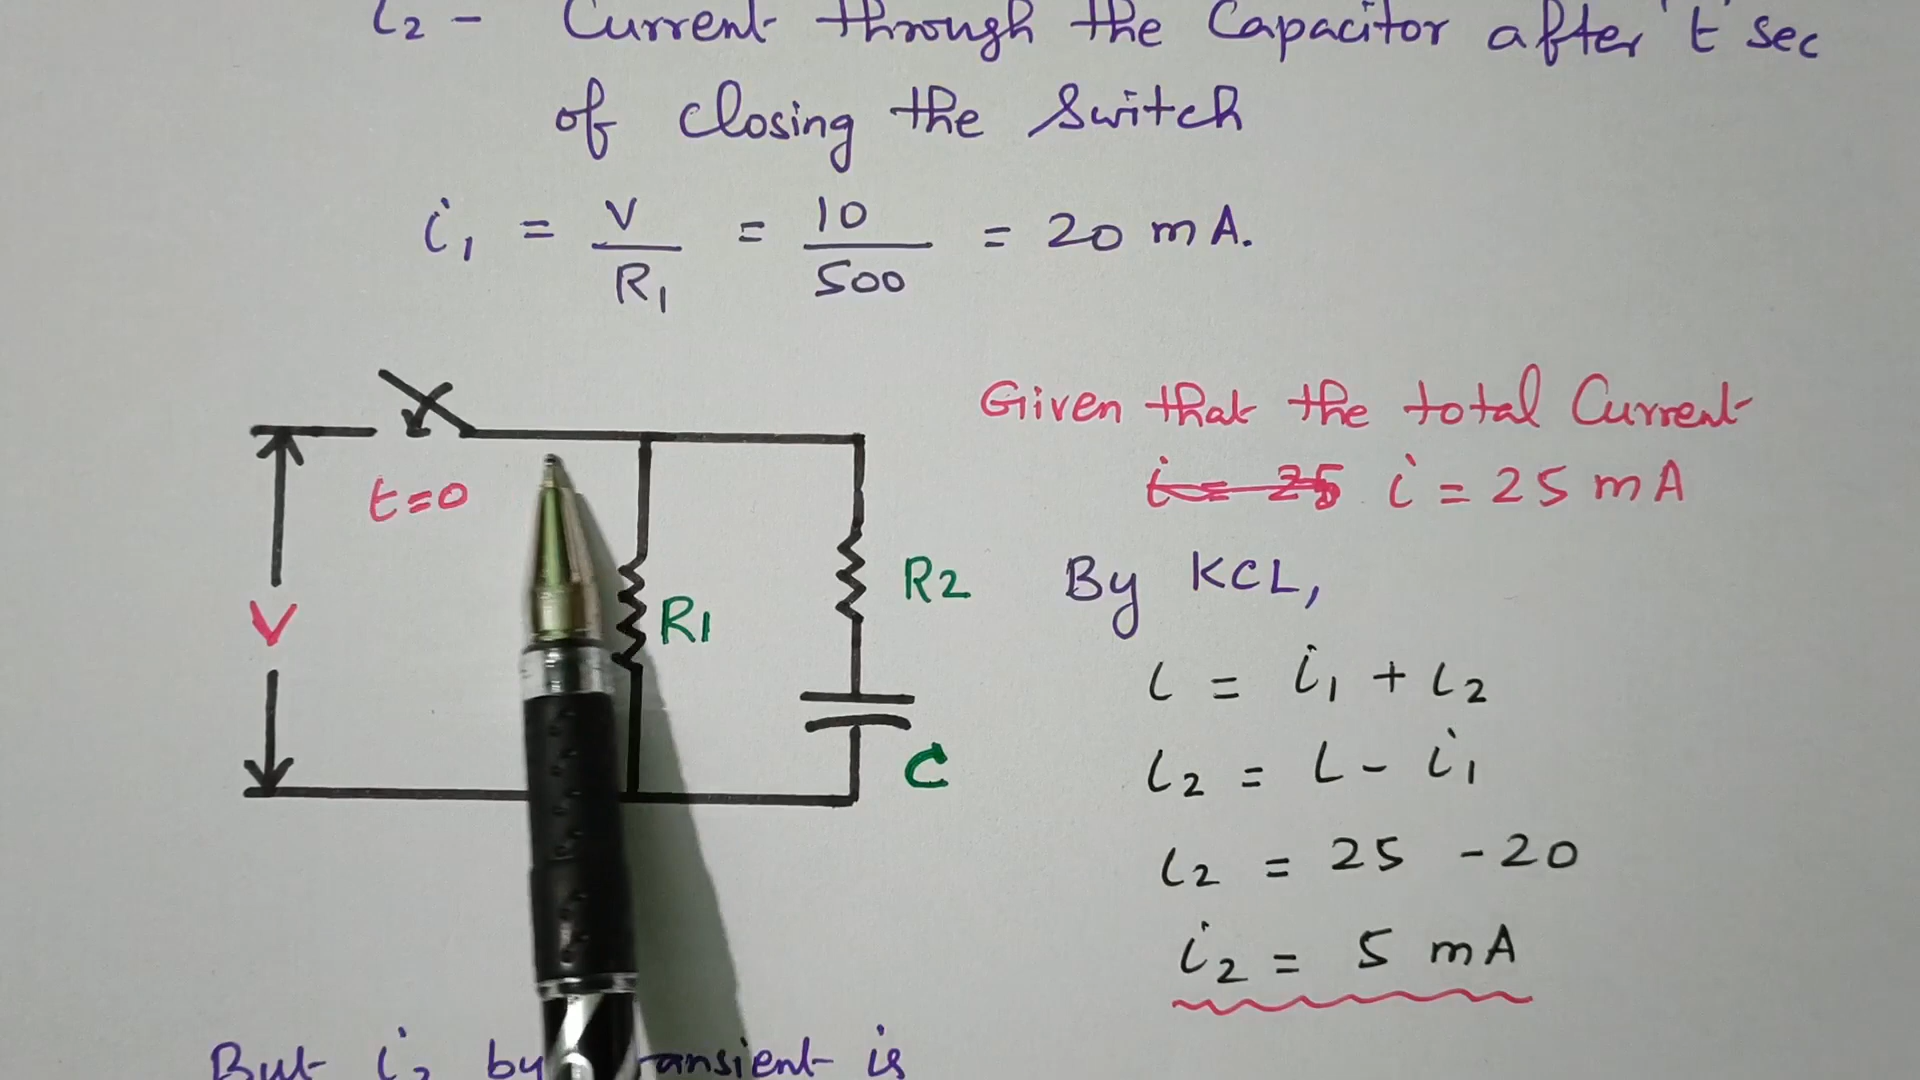 i2 - Current through the Capacitor after 't' sec
of closing the Switch
i1 = V/R1 = 10/500 = 20 mA.
Given that the total Current
i = 25 i = 25 mA
t=0
V
R1
R2
C
By KCL,
i = i1 + i2
i2 = i - i1
i2 = 25 - 20
i2 = 5 mA
But i2 by is